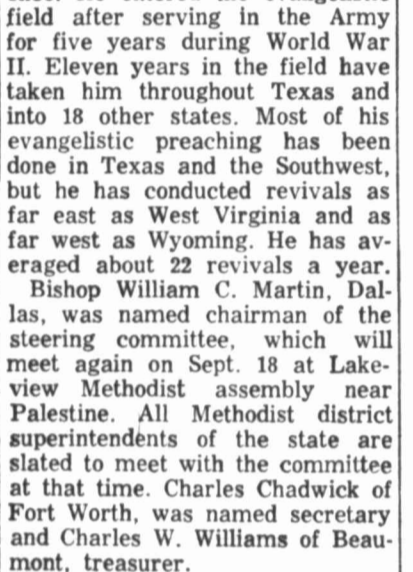 field after serving in the Army
for five years during World War
II. Eleven years in the field have
taken him throughout Texas and
into 18 other states. Most of his
evangelistic preaching has been
done in Texas and the Southwest,
but he has conducted revivals as
far east as West Virginia and as
far west as Wyoming. He has av-
eraged about 22 revivals a year.
Bishop William C. Martin, Dal-
las, was named chairman of the
steering committee, which will
meet again on Sept. 18 at Lake-
view Methodist assembly near
Palestine. All Methodist district
superintendents of the state are
slated to meet with the committee
at that time. Charles Chadwick of
Fort Worth, was named secretary
and Charles W. Williams of Beau-
mont, treasurer.